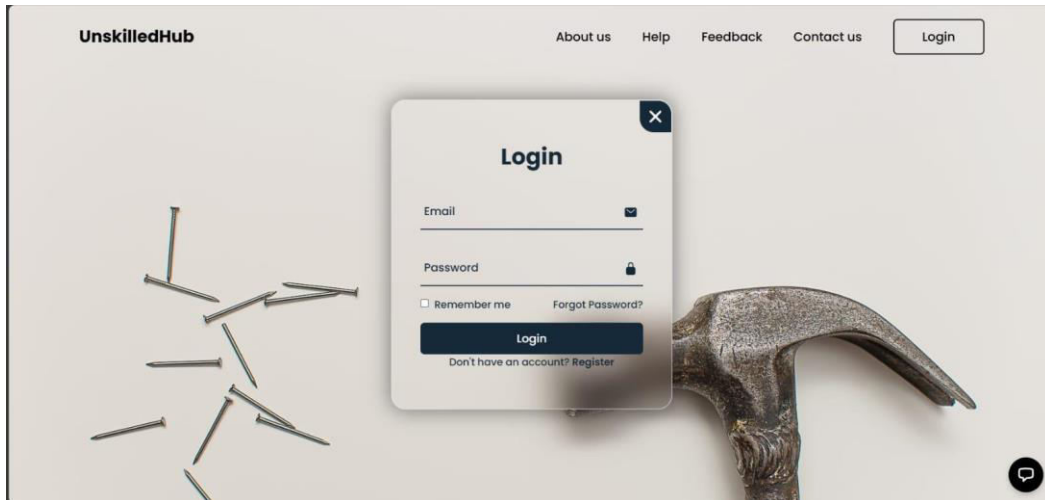 UnskilledHub
About us Help Feedback Contact us Login
Login
Email
Password
Remember me Forgot Password?
Login
Don't have an account? Register